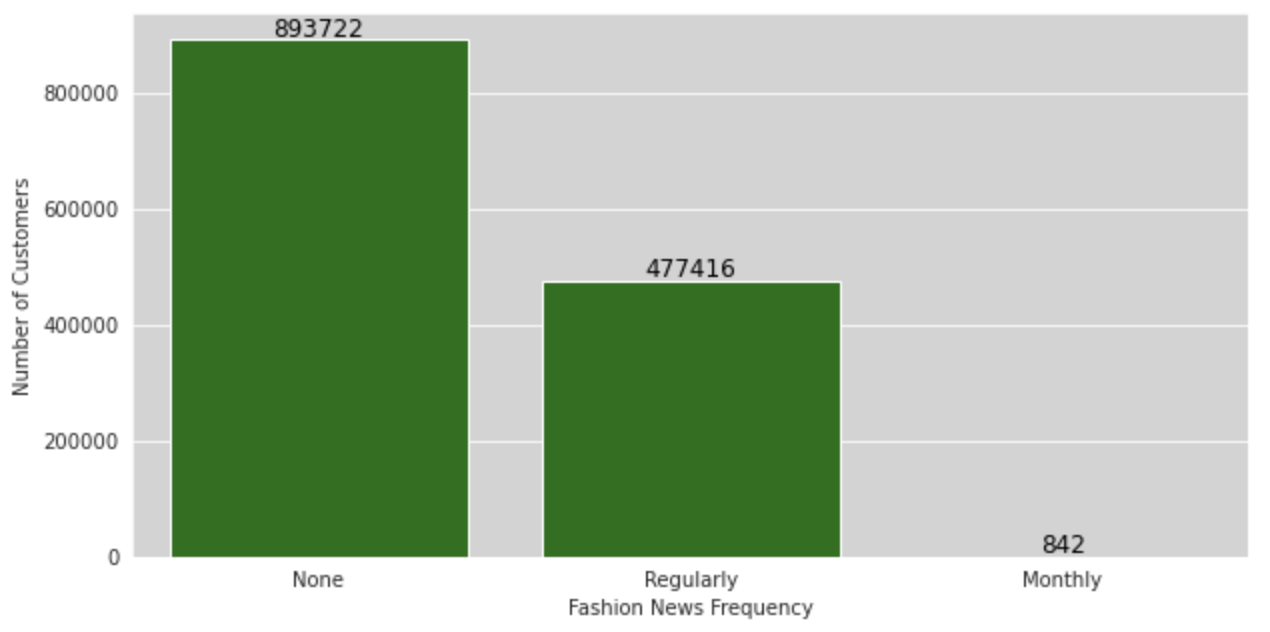 893722
800000
600000
477416
400000
200000
842
0
None
Regularly
Monthly
Fashion News Frequency
Number of Customers